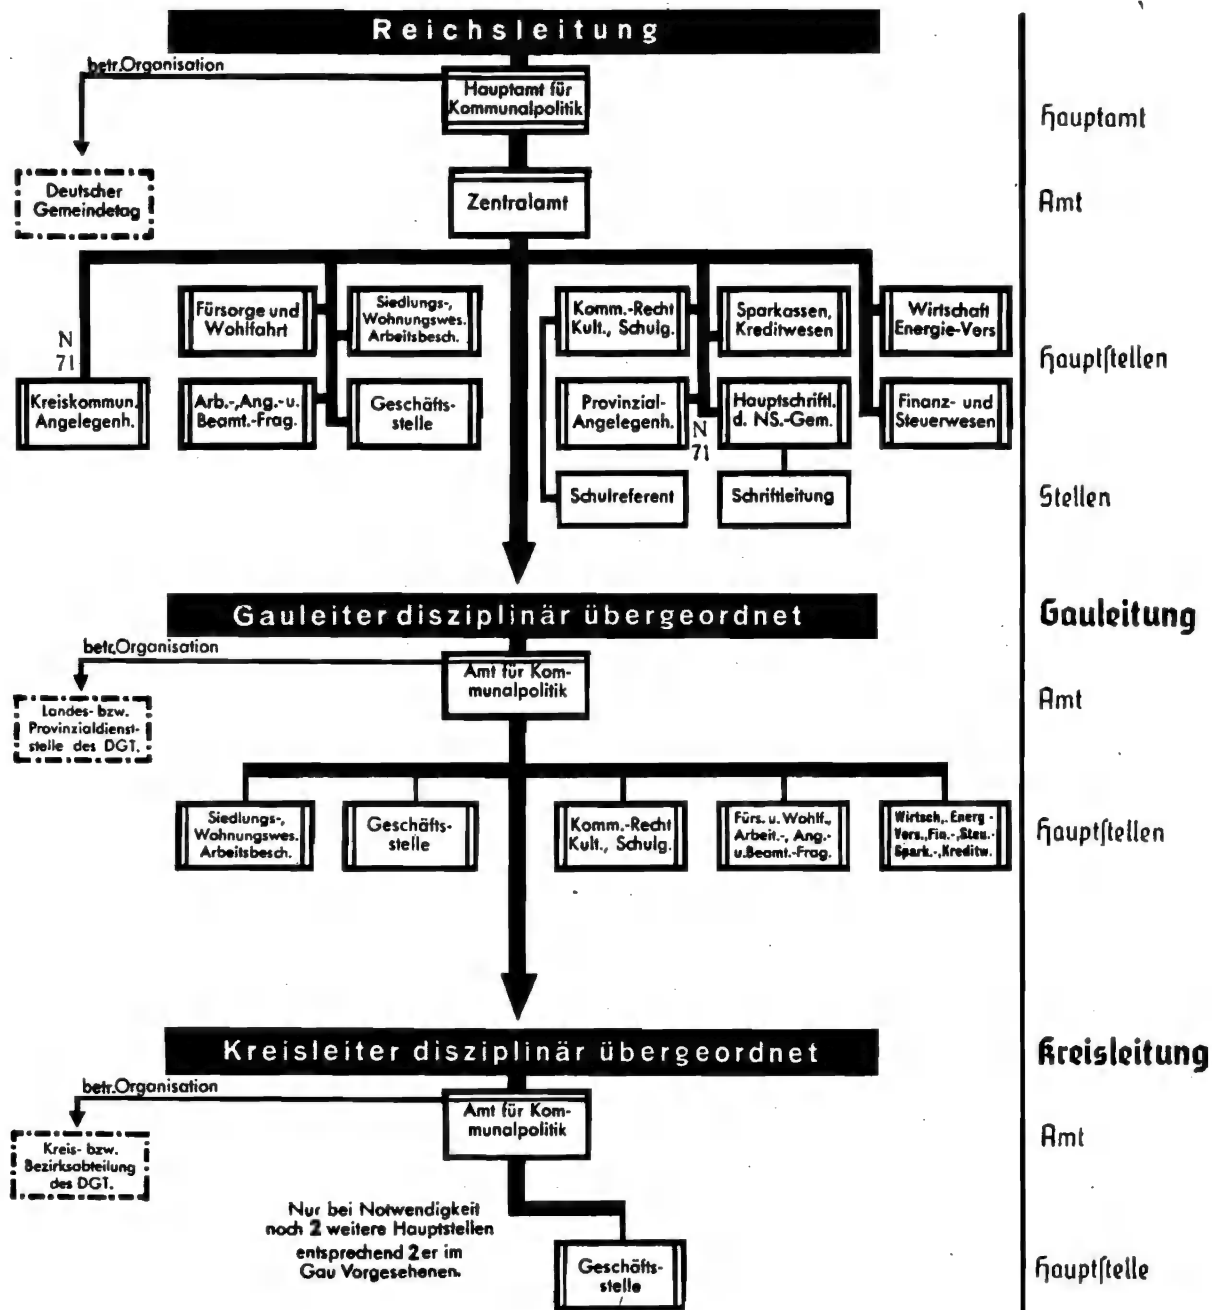 Reichsleitung
betr.Organisation
Hauptamt für
Kommunalpolitik
Hauptamt
Deutscher
Gemeindetag
Zentralamt
Amt
Fürsorge und
Wohlfahrt
Siedlungs-,
Wohnungswes.
Arbeitsbesch.
Komm.-Recht
Kult., Schulg.
Sparkassen,
Kreditwesen
Wirtschaft
Energie-Vers
N
71
Hauptſtellen
Kreiskommun.
Angelegenh.
Arb.-,Ang.-u.
Beamt.-Frag.
Geschäfts-
stelle
Provinzial-
Angelegenh.
N
71
Hauptschriftl.
d. NS.-Gem.
Finanz- und
Steuerwesen
Schulreferent
Schriftleitung
Stellen
Gauleiter disziplinär übergeordnet
Gauleitung
betr.Organisation
Amt für Kom-
munalpolitik
Amt
Landes- bzw.
Provinzialdienst-
stelle des DGT.
Siedlungs-,
Wohnungswes.
Arbeitsbesch.
Geschäfts-
stelle
Komm.-Recht
Kult., Schulg.
Fürs. u. Wohlf.,
Arbeit.-, Ang.-
u.Beamt.-Frag.
Wirtsch,. Energ-
Vers.,Fin.-,Steu.-
Spark.-,Kreditw.
Hauptſtellen
Kreisleiter disziplinär übergeordnet
Kreisleitung
betr.Organisation
Amt für Kom-
munalpolitik
Amt
Kreis- bzw.
Bezirksabteilung
des DGT.
Nur bei Notwendigkeit
noch 2 weitere Hauptstellen
entsprechend 2er im
Gau Vorgesehenen.
Geschäfts-
stelle
Hauptſtelle